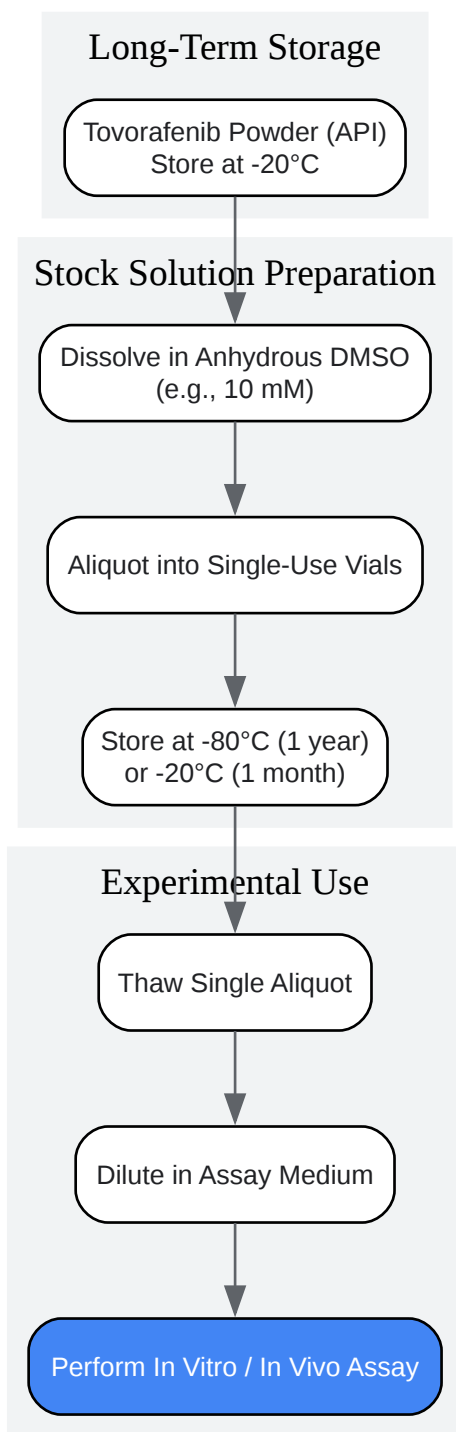 Long-Term Storage
Tovorafenib Powder (API)
Store at -20°C
Stock Solution Preparation
Dissolve in Anhydrous DMSO
(e.g., 10 mM)
Aliquot into Single-Use Vials
Store at -80°C (1 year)
or -20°C (1 month)
Experimental Use
Thaw Single Aliquot
Dilute in Assay Medium
Perform In Vitro / In Vivo Assay